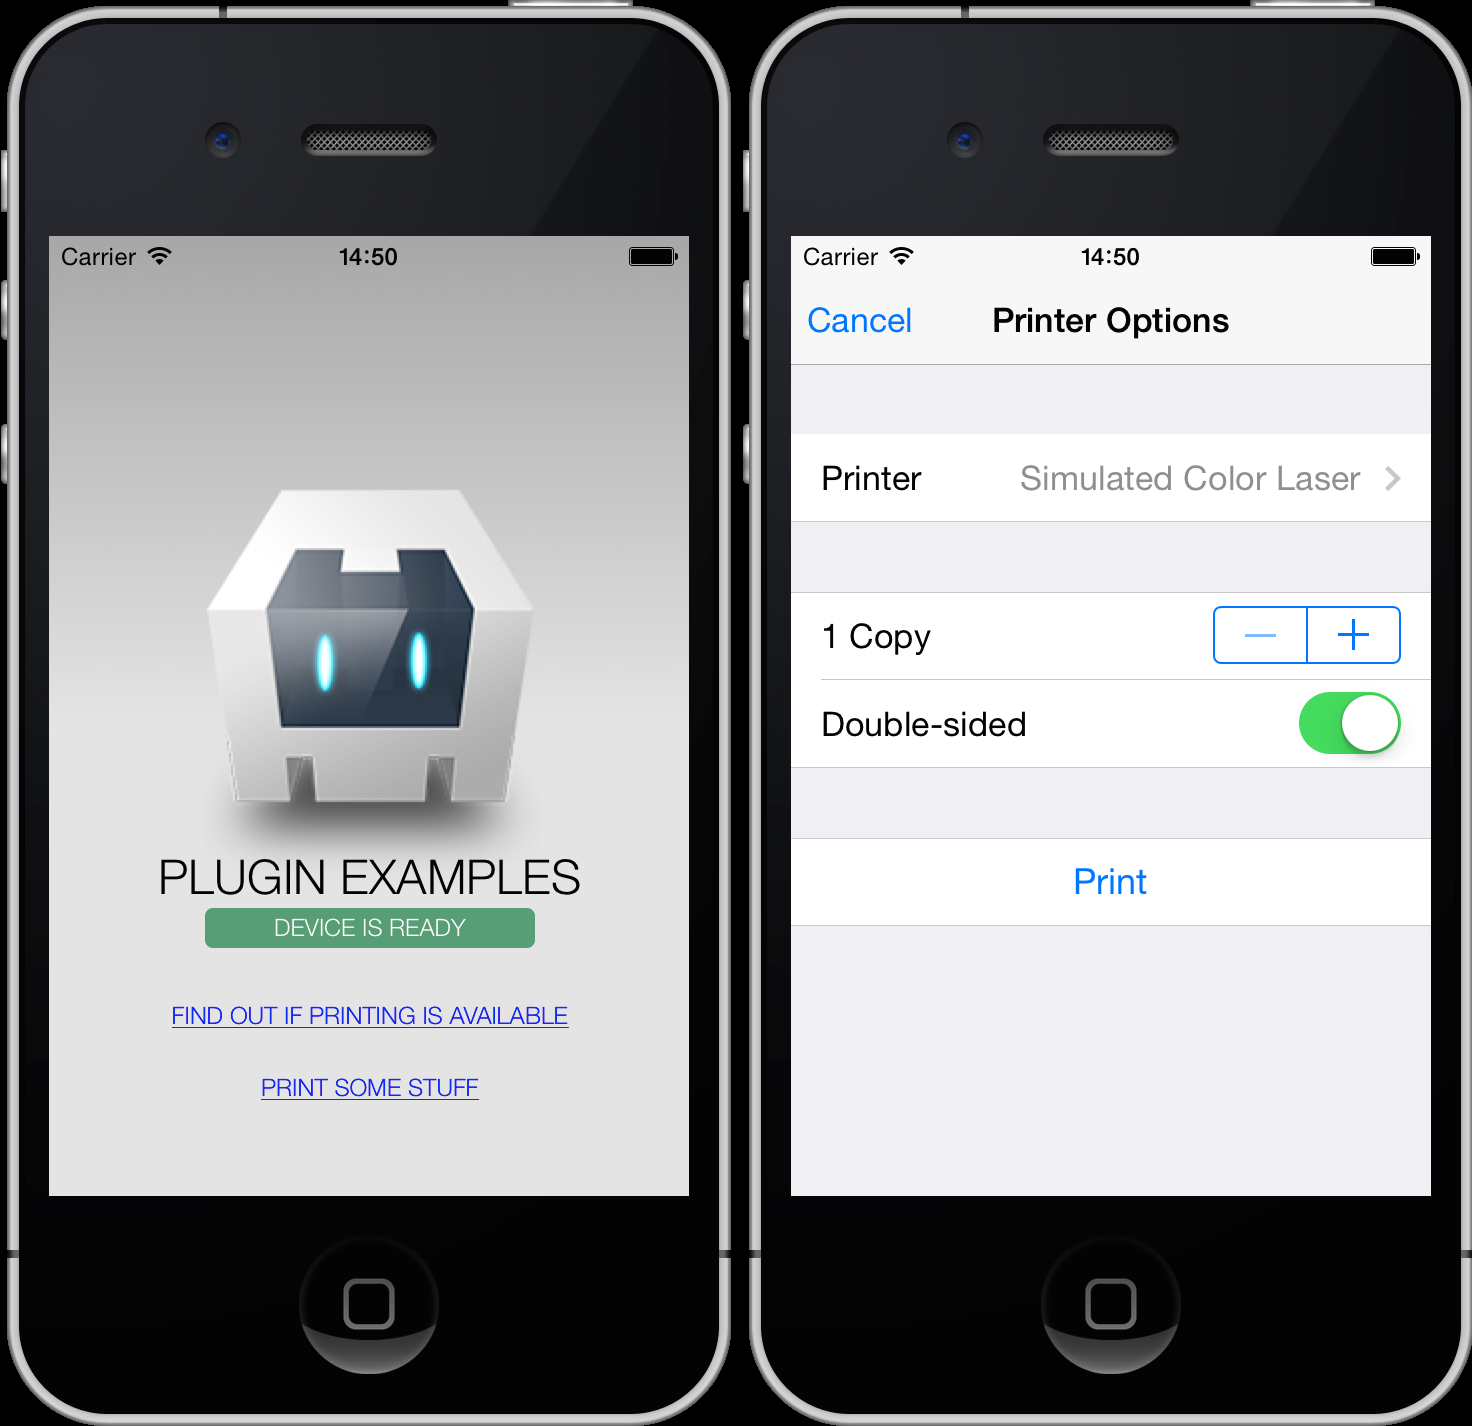 Carrier 14:50
PLUGIN EXAMPLES
DEVICE IS READY
FIND OUT IF PRINTING IS AVAILABLE
PRINT SOME STUFF
Carrier 14:50
Cancel Printer Options
Printer Simulated Color Laser
1 Copy
Double-sided
Print